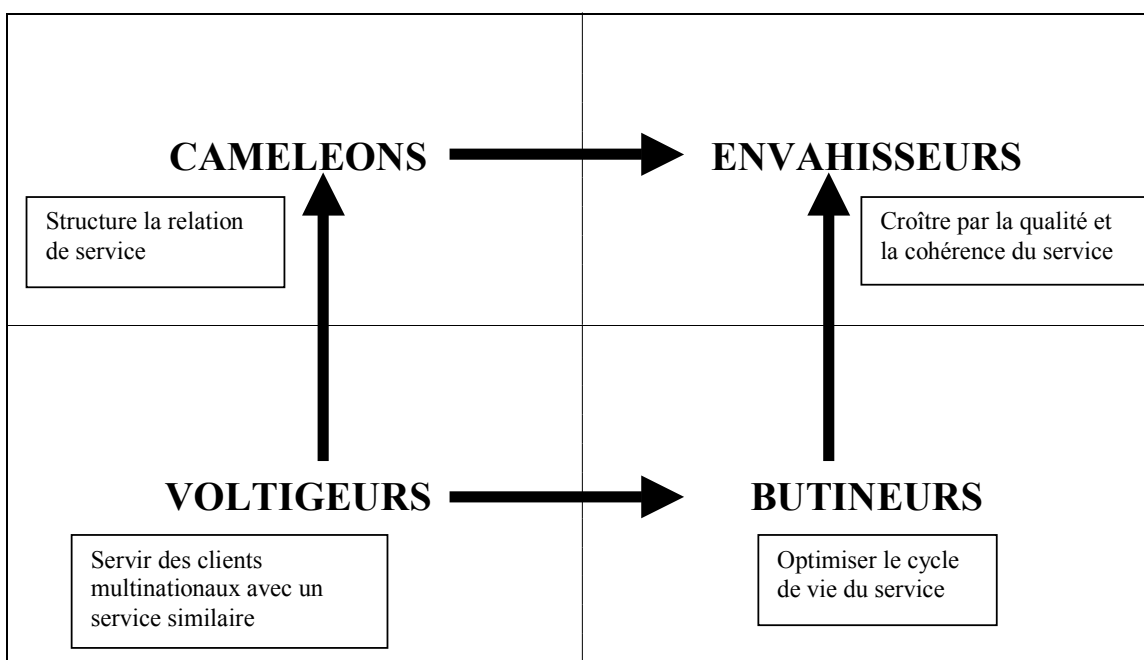 CAMELEONS
ENVAHISSEURS
Structure la relation
de service
Croître par la qualité et
la cohérence du service
VOLTIGEURS
BUTINEURS
Servir des clients
multinationaux avec un
service similaire
Optimiser le cycle
de vie du service